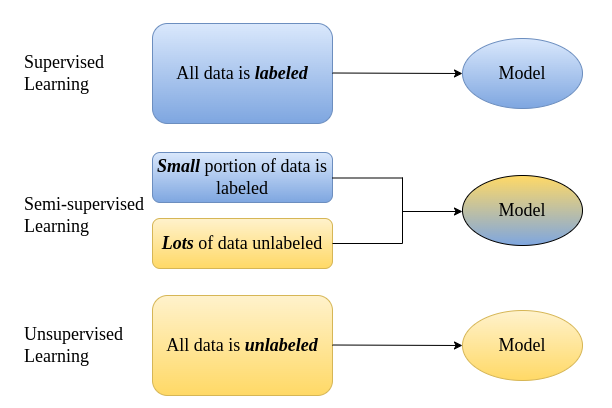 Supervised
Learning
All data is labeled
Model
Semi-supervised
Learning
Small portion of data is
labeled
Lots of data unlabeled
Model
Unsupervised
Learning
All data is unlabeled
Model